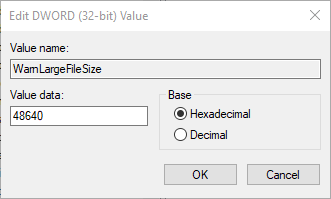 Edit DWORD (32-bit) Value
Value name:
WarnLargeFileSize
Value data:
48640
Base
Hexadecimal
Decimal
OK
Cancel